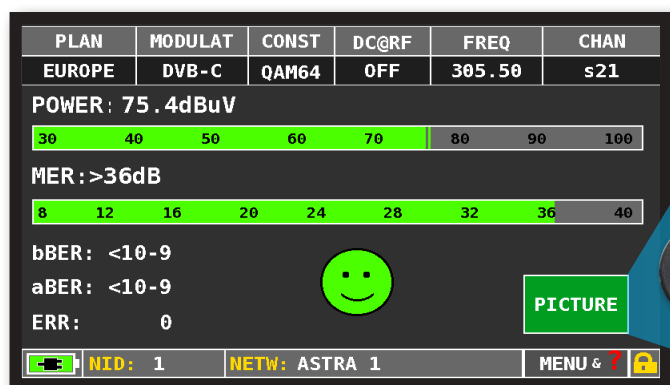 PLAN MODULAT CONST DC@RF FREQ CHAN
EUROPE DVB-C QAM64 OFF 305.50 s21
POWER: 75.4dBuV
30 40 50 60 70 80 90 100
MER:>36dB
8 12 16 20 24 28 32 36 40
bBER: <10-9
aBER: <10-9
PICTURE
ERR: 0
NID: 1 NETW: ASTRA 1 MENU & ?